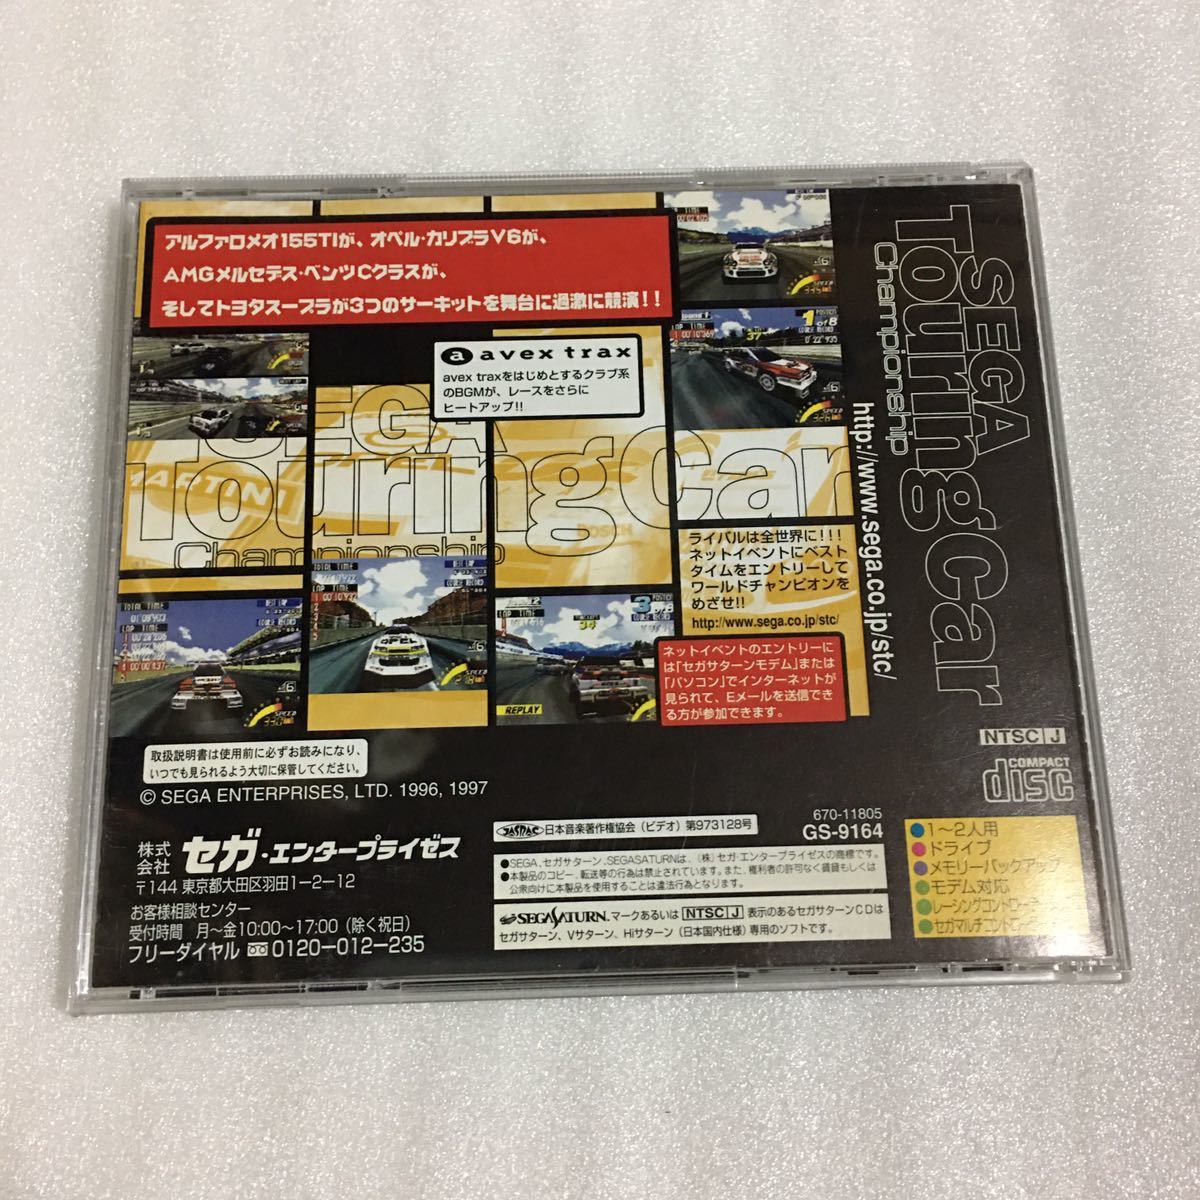 アルファロメオ155TIが、オペル・カリブラV6が、
AMGメルセデス・ベンツCクラスが、
そしてトヨタスープラが3つのサーキットを舞台に過激に競演!!
a avex trax
avex traxをはじめとするクラブ系
のBGMが、レースをさらに
ヒートアップ!!
SEGA
Touring Car
Championship
MARTINI
BOSCH
ライバルは全世界に!!!
ネットイベントにベスト
タイムをエントリーして
ワールドチャンピオンを
めざせ!!
http://www.sega.co.jp/stc/
ネットイベントのエントリーに
は「セガサターンモデム」または
「パソコン」でインターネットが
見られて、Eメールを送信でき
る方が参加できます。
TOTAL TIME
LAP TIME
SPEED
OPEL
REPLAY
POSITION
1 of 8
取扱説明書は使用前に必ずお読みになり、
いつでも見られるよう大切に保管してください。
© SEGA ENTERPRISES, LTD. 1996, 1997
株式会社 セガ・エンタープライゼス
〒144 東京都大田区羽田1-2-12
お客様相談センター
受付時間 月〜金10:00〜17:00(除く祝日)
フリーダイヤル 0120-012-235
JASRAC 日本音楽著作権協会(ビデオ)第973128号
●SEGA、セガサターン、SEGASATURNは、(株)セガ・エンタープライゼスの商標です。
●本製品のコピー、転送等の行為は禁止されています。また、権利者の許可なく賃貸もしくは
公衆向けに本製品を使用することは違法行為となります。
SEGASATURN. マークあるいは NTSC J 表示のあるセガサターンCDは
セガサターン、Vサターン、Hiサターン(日本国内仕様)専用のソフトです。
670-11805
GS-9164
NTSC J
COMPACT
disc
1〜2人用
ドライブ
メモリーバックアップ
モデム対応
SEGA
Touring Car
Championship
http://www.sega.co.jp/stc/